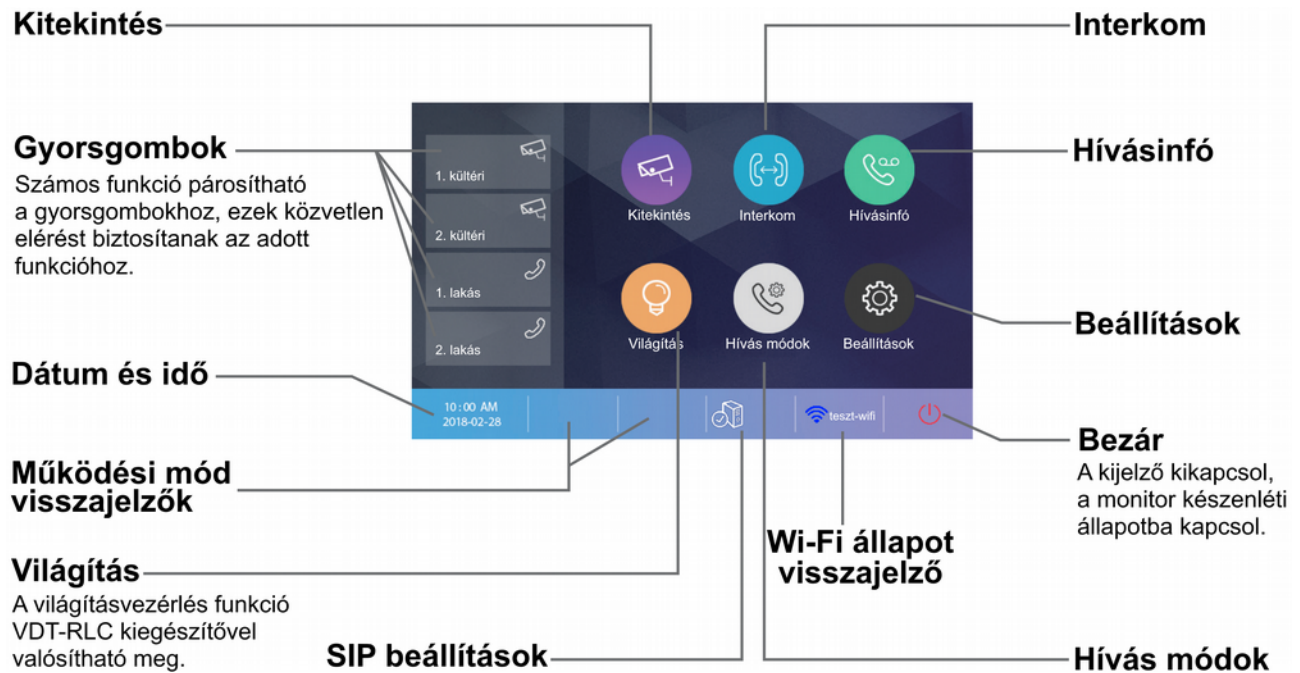 Kitekintés
Interkom
Gyorsgombok
Számos funkció párosítható
a gyorsgombokhoz, ezek közvetlen
elérést biztosítanak az adott
funkcióhoz.
Hívásinfó
1. kültéri
2. kültéri
1. lakás
2. lakás
Kitekintés
Interkom
Hívásinfó
Világítás
Hívás módok
Beállítások
Beállítások
Dátum és idő
10:00 AM
2018-02-28
teszt-wifi
Működési mód
visszajelzők
Bezár
A kijelző kikapcsol,
a monitor készenléti
állapotba kapcsol.
Wi-Fi állapot
visszajelző
Világítás
A világításvezérlés funkció
VDT-RLC kiegészítővel
valósítható meg.
SIP beállítások
Hívás módok